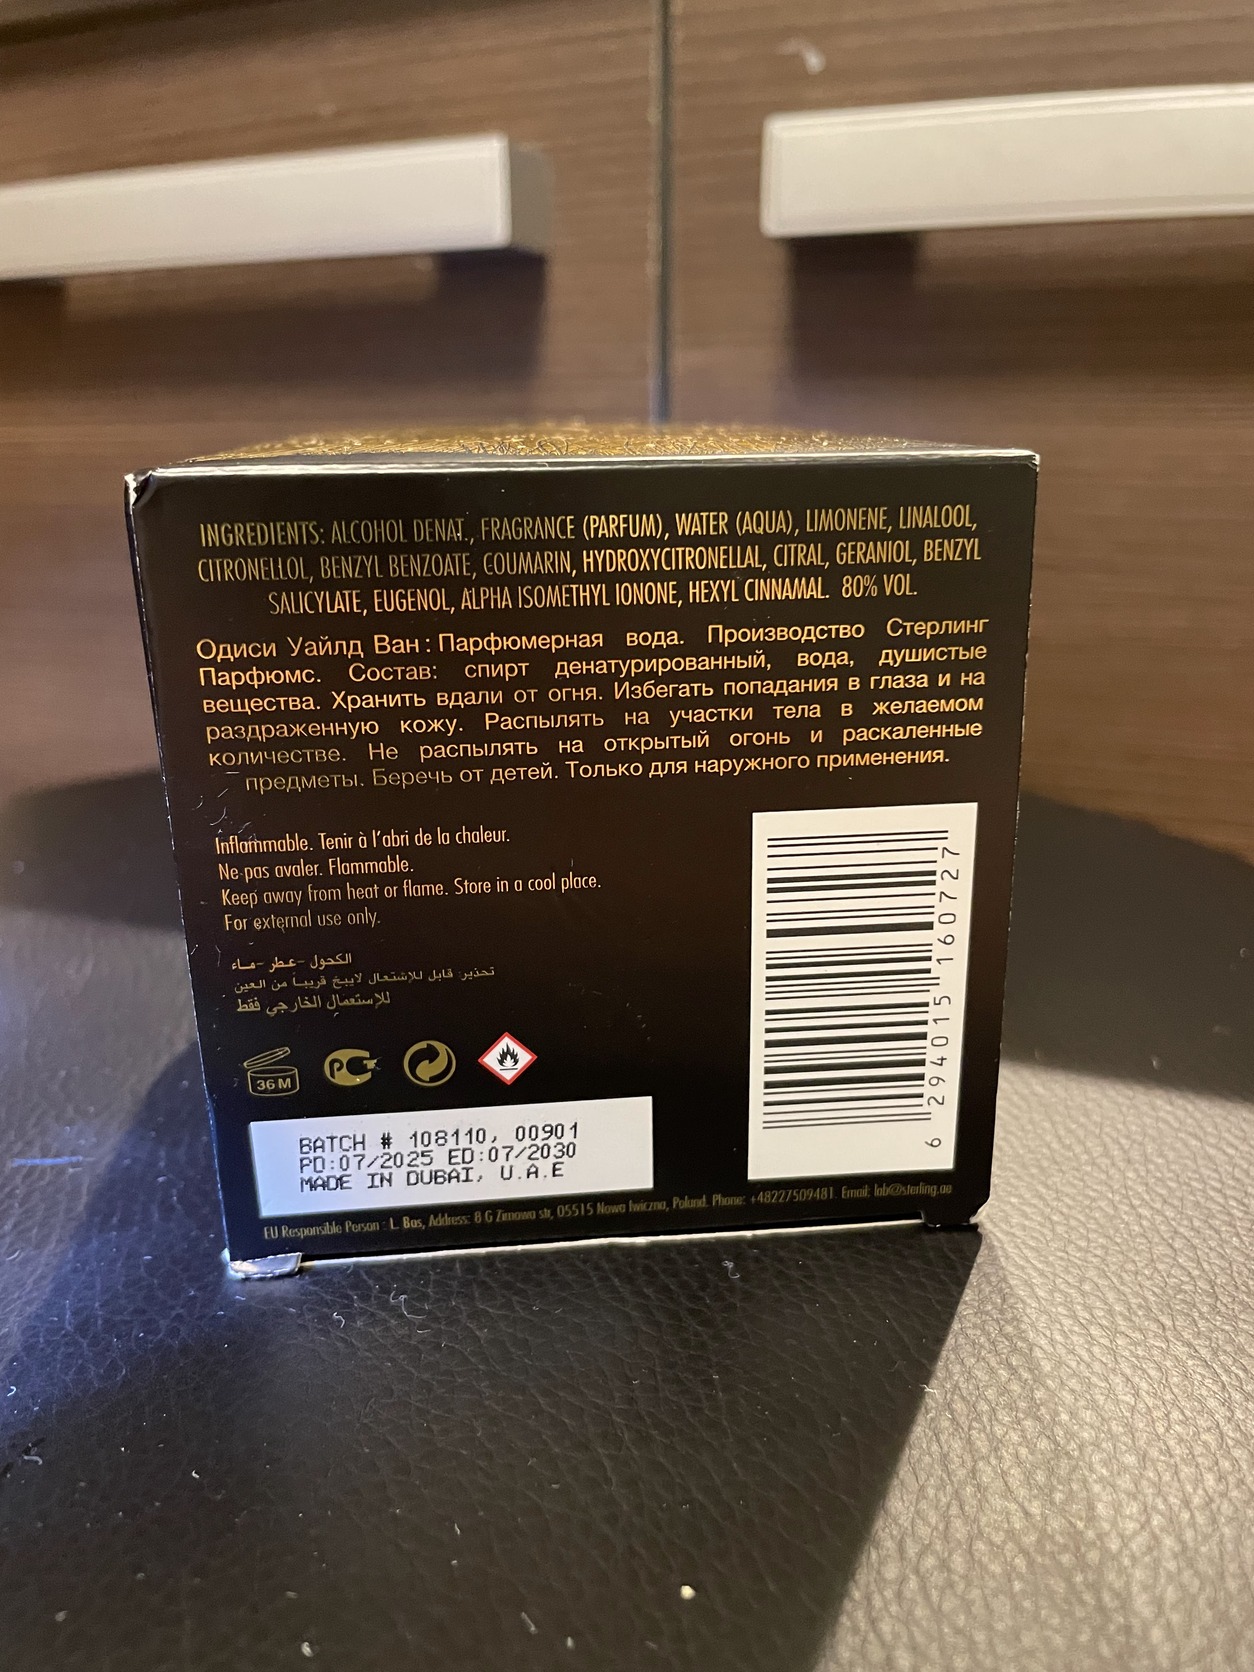 INGREDIENTS: ALCOHOL DENAT., FRAGRANCE (PARFUM), WATER (AQUA), LIMONENE, LINALOOL,
CITRONELLOL, BENZYL BENZOATE, COUMARIN, HYDROXYCITRONELLAL, CITRAL, GERANIOL, BENZYL
SALICYLATE, EUGENOL, ALPHA ISOMETHYL IONONE, HEXYL CINNAMAL. 80% VOL.
Одиси Уайлд Ван : Парфюмерная вода. Производство Стерлинг
Парфюмс. Состав: спирт денатурированный, вода, душистые
вещества. Хранить вдали от огня. Избегать попадания в глаза и на
раздраженную кожу. Распылять на участки тела в желаемом
количестве. Не распылять на открытый огонь и раскаленные
предметы. Беречь от детей. Только для наружного применения.
Inflammable. Tenir à l'abri de la chaleur.
Ne pas avaler. Flammable.
Keep away from heat or flame. Store in a cool place.
For external use only.
الكحول -عطر-ماء
تحذير: قابل للإشتعال لايبخ قريباً من العين
للإستعمال الخارجي فقط
36 M
РСТ
BATCH # 108110, 00901
PD:07/2025 ED:07/2030
MADE IN DUBAI, U.A.E
6 294015 160727
EU Responsible Person : L. Bas, Address: 8 G Zimowa str, 05515 Nowa Iwiczna, Poland. Phone: +48227509481. Email: lab@sterling.ae